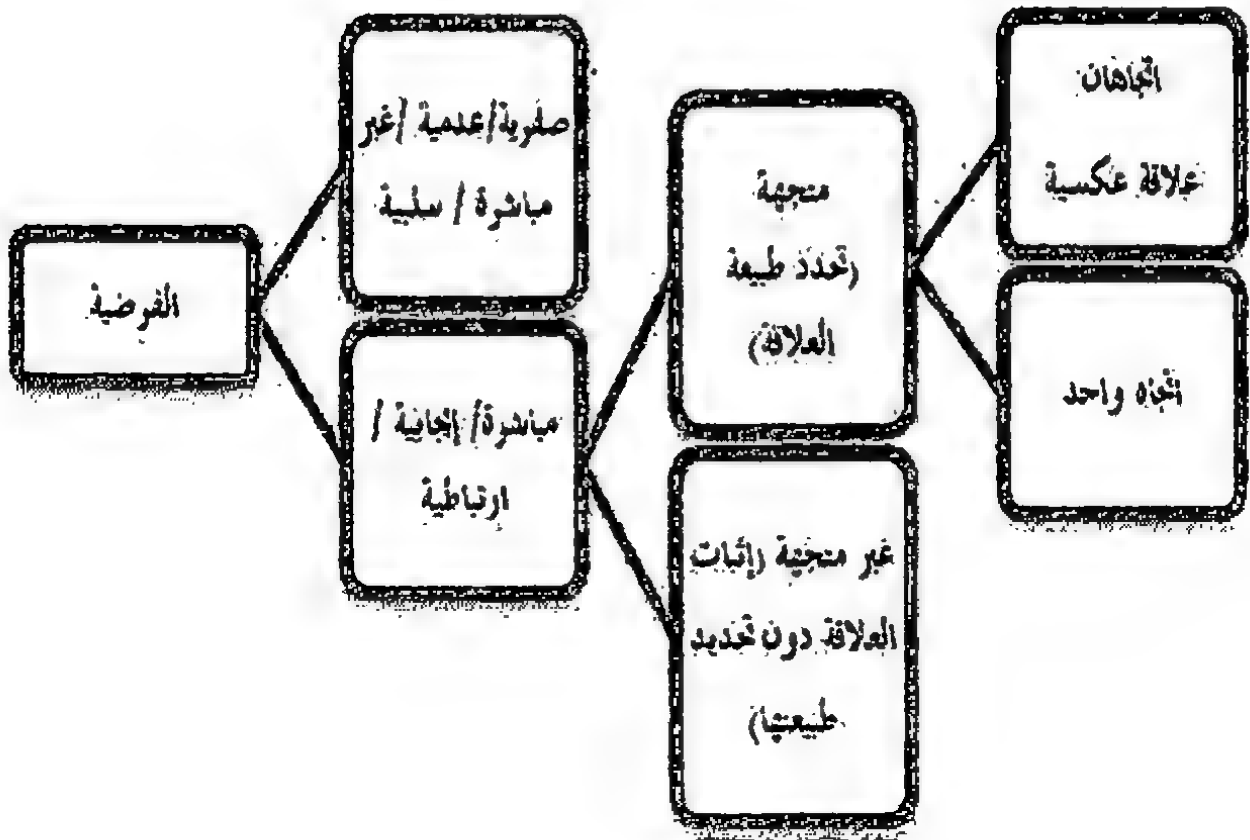 الفرضية
صفرية/عدمية/غير
مباشرة / سلبية
مباشرة/ إيجابية /
ارتباطية
متجهة
(تحدد طبيعة
العلاقة)
غير متجهة (إثبات
العلاقة دون تحديد
طبيعتها)
اتجاهان
علاقة عكسية
اتجاه واحد